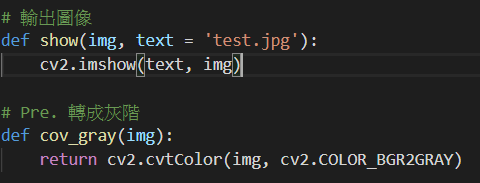 # 輸出圖像
def show(img, text = 'test.jpg'):
    cv2.imshow(text, img)
# Pre. 轉成灰階
def cov_gray(img):
    return cv2.cvtColor(img, cv2.COLOR_BGR2GRAY)